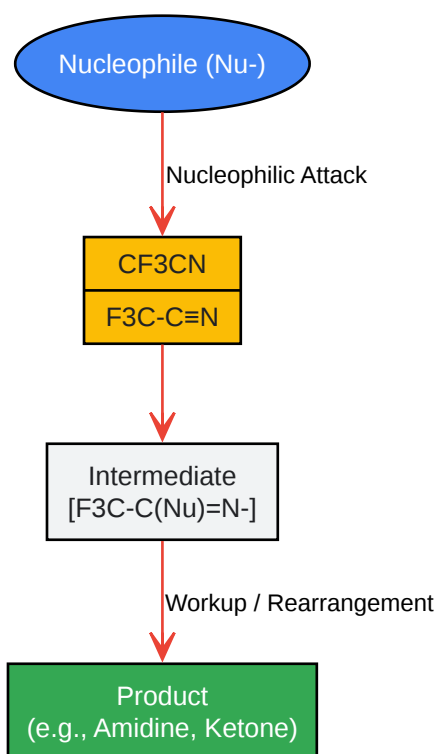 Nucleophile (Nu-)
Nucleophilic Attack
CF3CN
F3C-C≡N
Intermediate
[F3C-C(Nu)=N-]
Workup / Rearrangement
Product
(e.g., Amidine, Ketone)